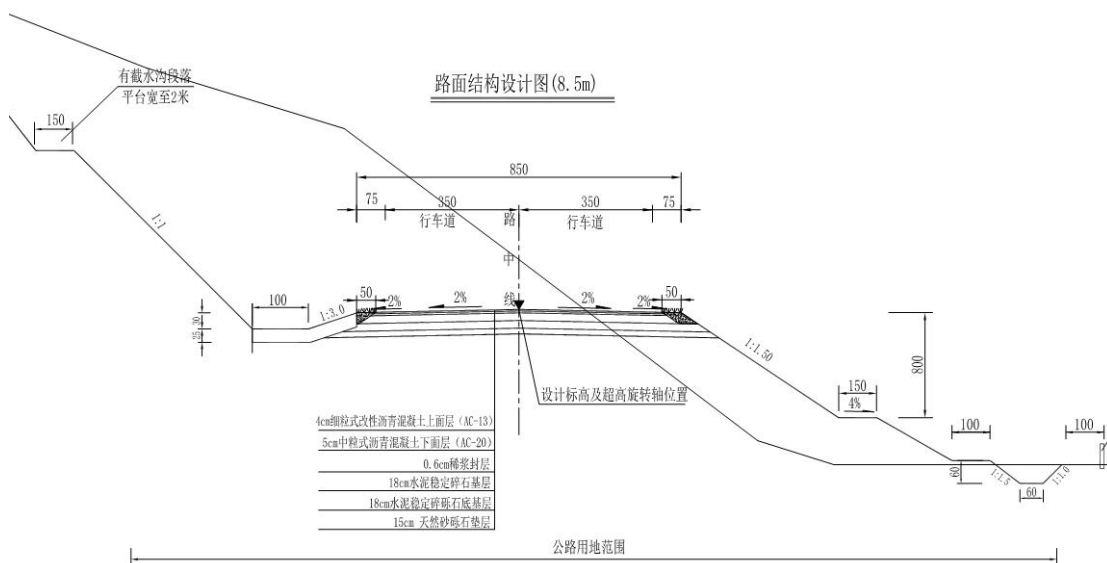 路面结构设计图(8.5m)
有截水沟段落
平台宽至2米
150
850
75
350
350
75
行车道
行车道
路
中
线
1:1
100
1:3.0
50
2%
2%
2%
2%
50
30
25
1:1.50
800
设计标高及超高旋转轴位置
150
4%
100
100
60
1:1.5
60
1:1.0
4cm细粒式改性沥青混凝土上面层(AC-13)
5cm中粒式沥青混凝土下面层(AC-20)
0.6cm稀浆封层
18cm水泥稳定碎石基层
18cm水泥稳定碎砾石底基层
15cm 天然砂砾石垫层
公路用地范围